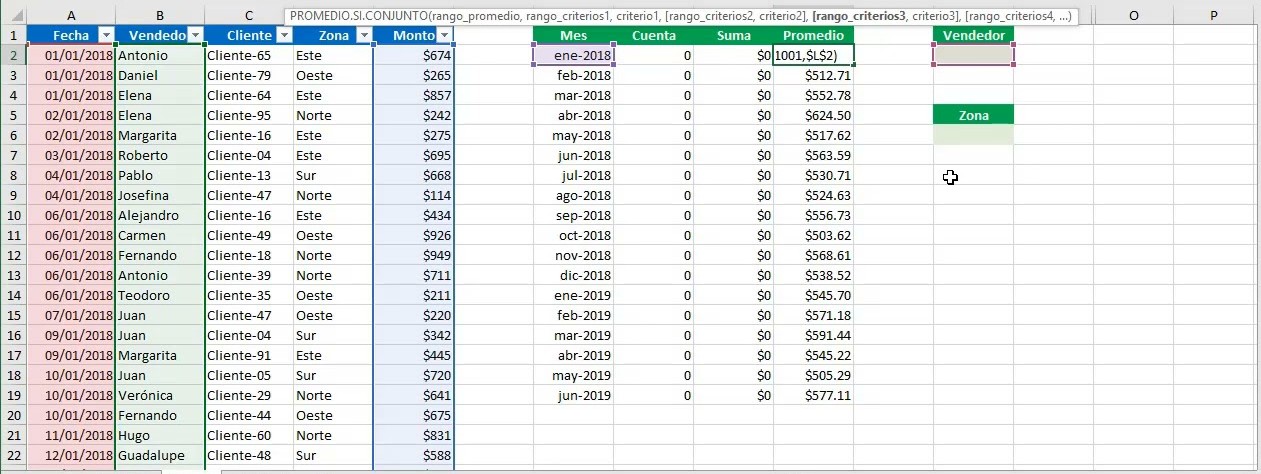 PROMEDIO.SI.CONJUNTO(rango_promedio, rango_criterios1, criterio1, [rango_criterios2, criterio2], [rango_criterios3, criterio3], [rango_criterios4, ...)
A B C O P
1 Fecha Vendedo Cliente Zona Monto Mes Cuenta Suma Promedio Vendedor
2 01/01/2018 Antonio Cliente-65 Este $674 ene-2018 0 $0 1001,$L$2)
3 01/01/2018 Daniel Cliente-79 Oeste $265 feb-2018 0 $0 $512.71
4 01/01/2018 Elena Cliente-64 Este $857 mar-2018 0 $0 $552.78
5 02/01/2018 Elena Cliente-95 Norte $242 abr-2018 0 $0 $624.50 Zona
6 02/01/2018 Margarita Cliente-16 Este $275 may-2018 0 $0 $517.62
7 03/01/2018 Roberto Cliente-04 Este $695 jun-2018 0 $0 $563.59
8 04/01/2018 Pablo Cliente-13 Sur $668 jul-2018 0 $0 $530.71
9 04/01/2018 Josefina Cliente-47 Norte $114 ago-2018 0 $0 $524.63
10 06/01/2018 Alejandro Cliente-16 Este $434 sep-2018 0 $0 $556.73
11 06/01/2018 Carmen Cliente-49 Oeste $926 oct-2018 0 $0 $503.62
12 06/01/2018 Fernando Cliente-18 Norte $949 nov-2018 0 $0 $568.61
13 06/01/2018 Antonio Cliente-39 Norte $711 dic-2018 0 $0 $538.52
14 06/01/2018 Teodoro Cliente-35 Oeste $211 ene-2019 0 $0 $545.70
15 07/01/2018 Juan Cliente-47 Oeste $220 feb-2019 0 $0 $571.18
16 09/01/2018 Juan Cliente-04 Sur $342 mar-2019 0 $0 $591.44
17 09/01/2018 Margarita Cliente-91 Este $445 abr-2019 0 $0 $545.22
18 10/01/2018 Juan Cliente-05 Sur $720 may-2019 0 $0 $505.29
19 10/01/2018 Verónica Cliente-29 Norte $641 jun-2019 0 $0 $577.11
20 10/01/2018 Fernando Cliente-44 Oeste $675
21 11/01/2018 Hugo Cliente-60 Norte $831
22 12/01/2018 Guadalupe Cliente-48 Sur $588